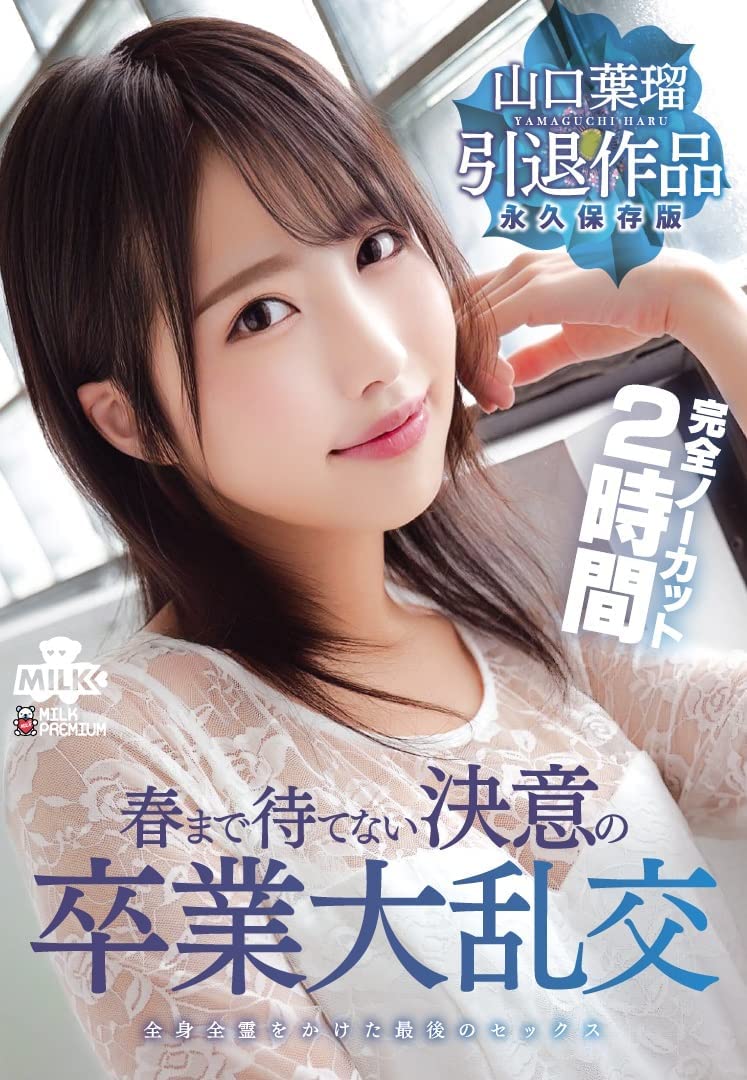 山口葉瑠
YAMAGUCHI HARU
引退作品
永久保存版
完全ノーカット
2時間
MILK
MILK
PREMIUM
春まで待てない決意の
卒業大乱交
全身全霊をかけた最後のセックス